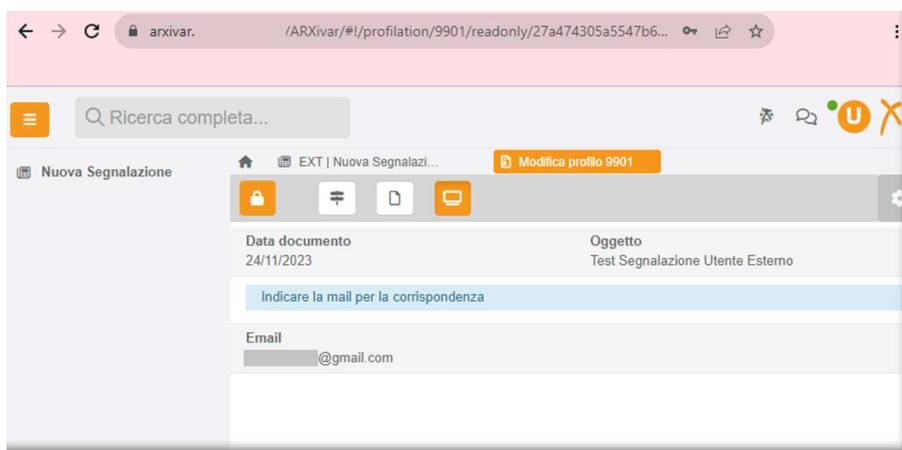 arxivar. /ARXivar/#!/profilation/9901/readonly/27a474305a5547b6...
Ricerca completa...
U
Nuova Segnalazione
EXT | Nuova Segnalazi...
Modifica profilo 9901
Data documento
Oggetto
24/11/2023
Test Segnalazione Utente Esterno
Indicare la mail per la corrispondenza
Email
@gmail.com